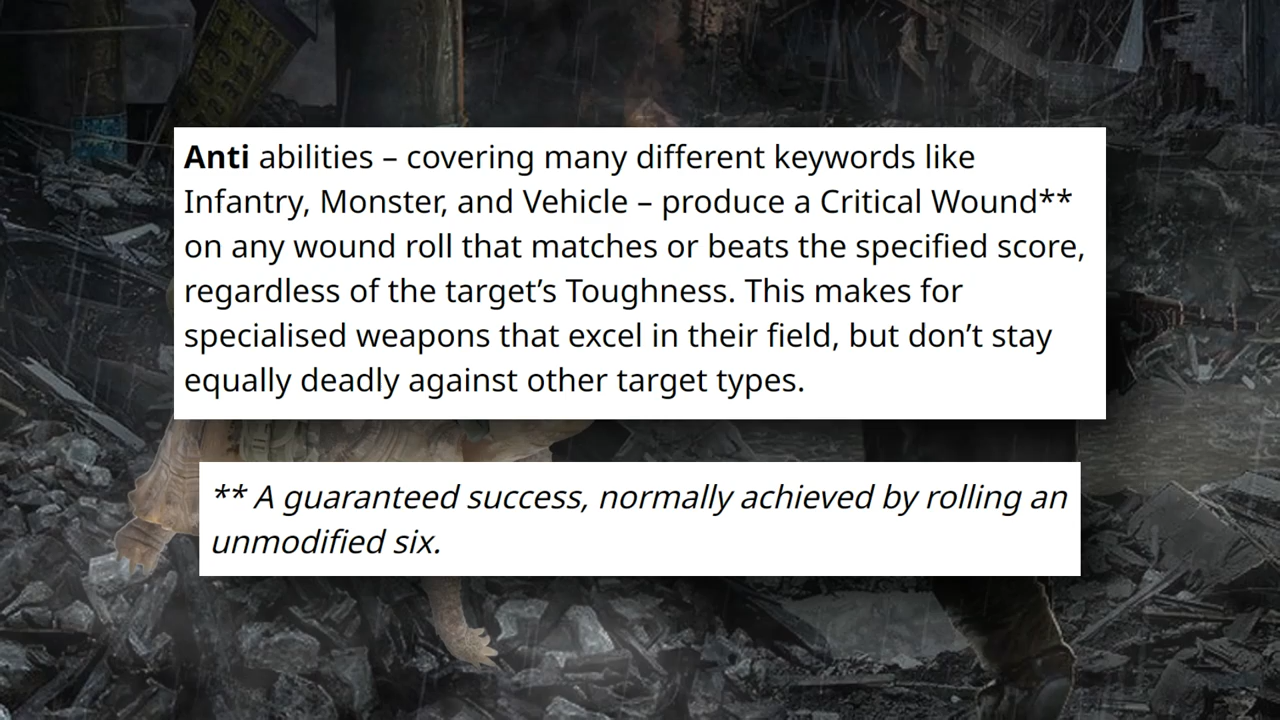 Anti abilities – covering many different keywords like
Infantry, Monster, and Vehicle – produce a Critical Wound**
on any wound roll that matches or beats the specified score,
regardless of the target’s Toughness. This makes for
specialised weapons that excel in their field, but don’t stay
equally deadly against other target types.
** A guaranteed success, normally achieved by rolling an
unmodified six.